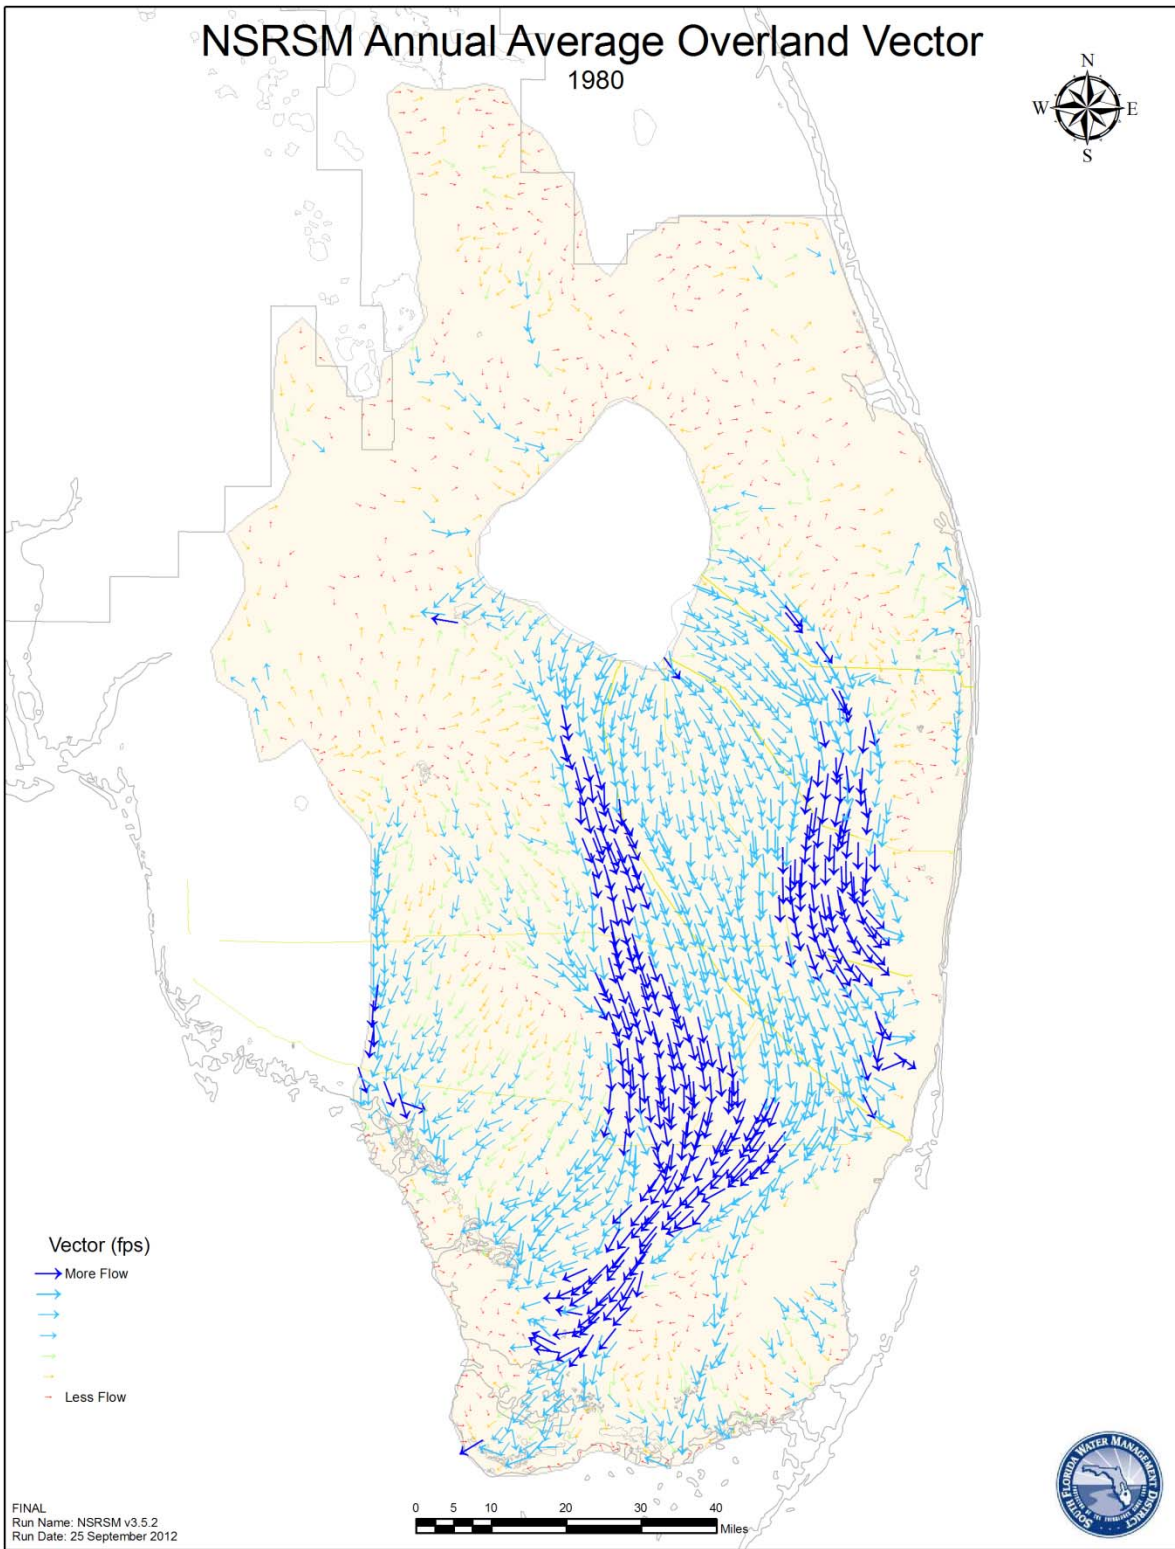 NSRSM Annual Average Overland Vector
1980
N
W E
S
Vector (fps)
More Flow
Less Flow
FINAL
Run Name: NSRSM v3.5.2
Run Date: 25 September 2012
0 5 10 20 30 40
Miles
SOUTH FLORIDA WATER MANAGEMENT DISTRICT